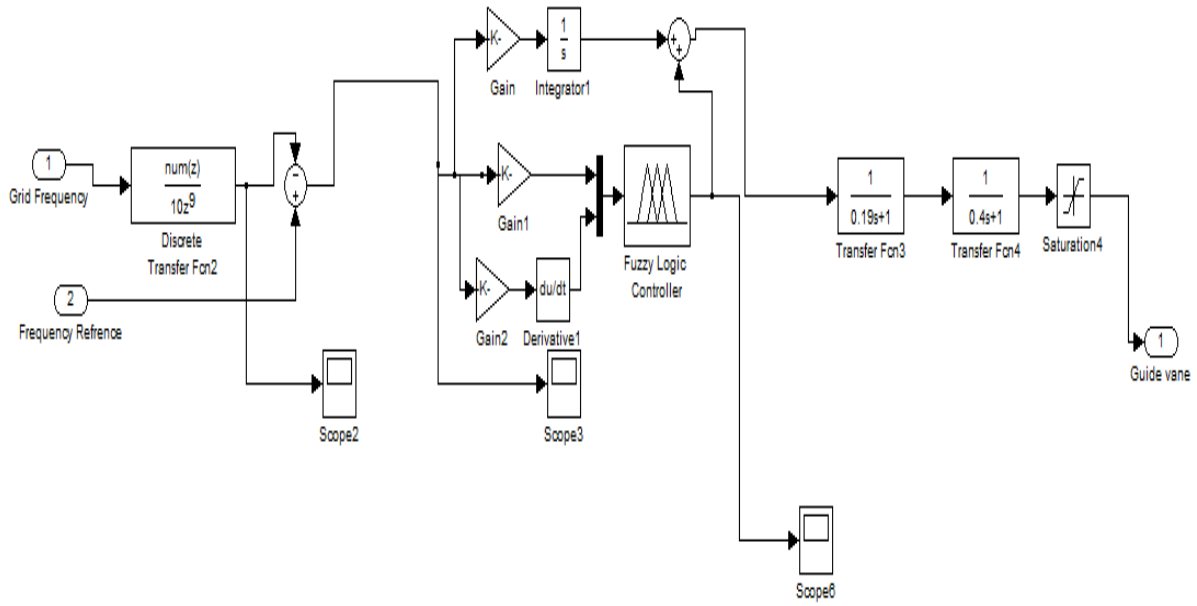 K-
Gain
1
s
Integrator1
+
+
1
Grid Frequency
num(z)
10z9
Discrete
Transfer Fcn2
-
+
K-
Gain1
Fuzzy Logic
Controller
1
0.19s+1
Transfer Fcn3
1
0.4s+1
Transfer Fcn4
Saturation4
2
Frequency Refrence
K-
Gain2
du/dt
Derivative1
1
Guide vane
Scope2
Scope3
Scope6